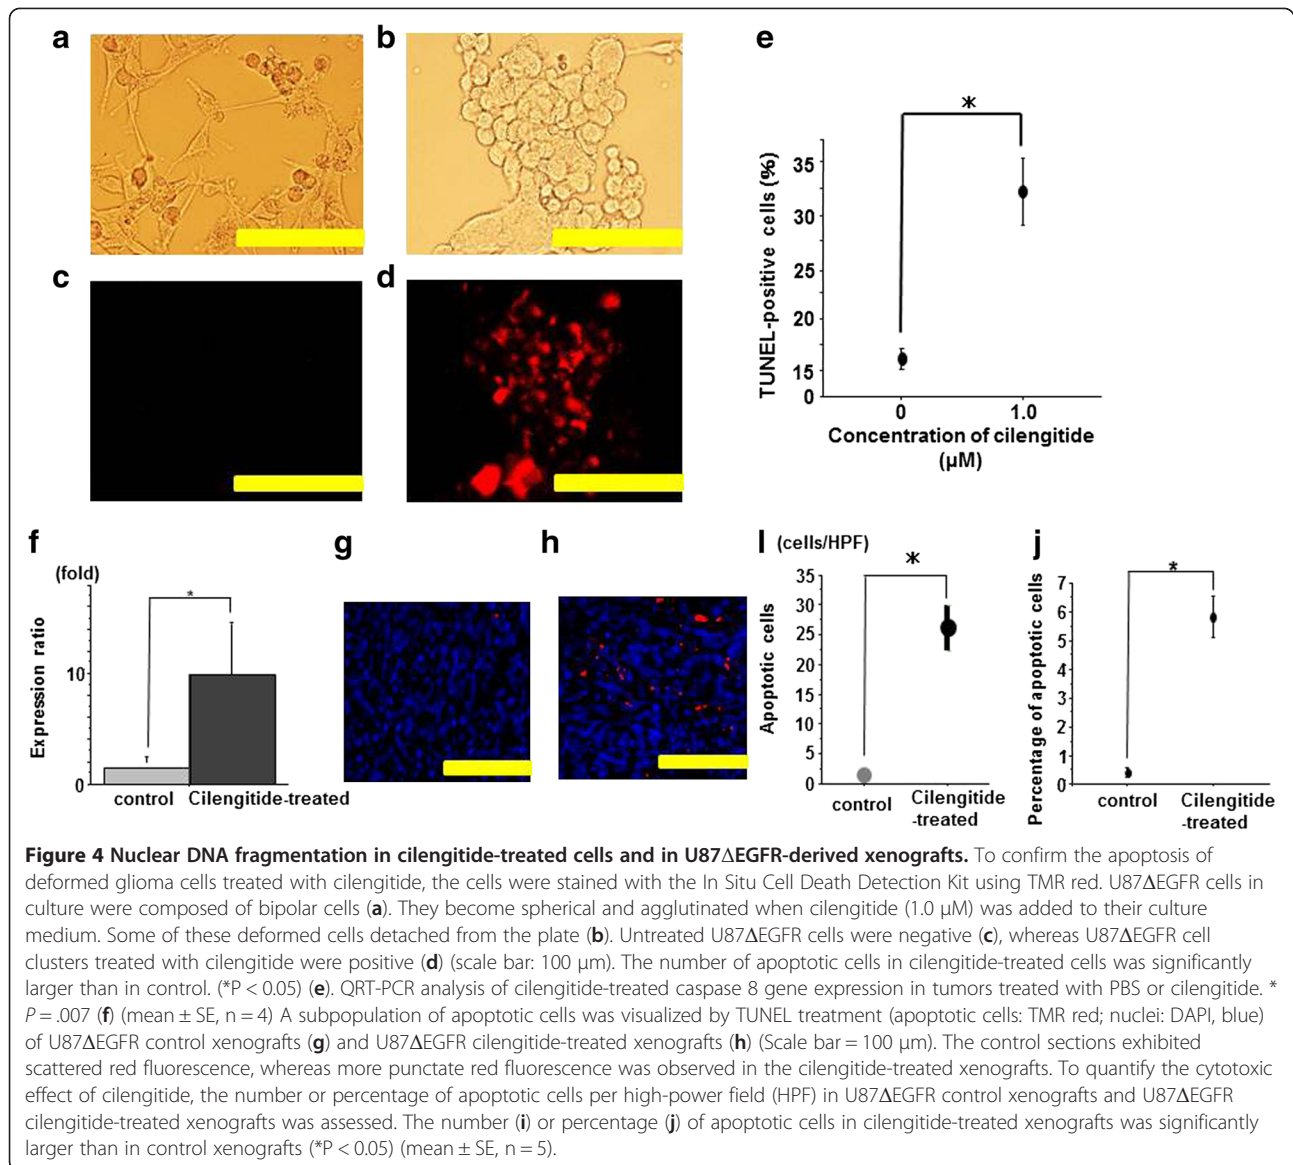 a
b
e
c
d
*
TUNEL-positive cells (%)
35
30
25
20
15
0
0
1.0
Concentration of cilengitide
(µM)
f
(fold)
*
Expression ratio
10
0
control
Cilengitide-treated
g
h
I
(cells/HPF)
*
Apoptotic cells
35
30
25
20
15
10
5
0
control
Cilengitide
-treated
j
*
Percentage of apoptotic cells
7
6
5
4
3
2
1
0
control
Cilengitide
-treated
Figure 4 Nuclear DNA fragmentation in cilengitide-treated cells and in U87ΔEGFR-derived xenografts. To confirm the apoptosis of
deformed glioma cells treated with cilengitide, the cells were stained with the In Situ Cell Death Detection Kit using TMR red. U87ΔEGFR cells in
culture were composed of bipolar cells (a). They become spherical and agglutinated when cilengitide (1.0 µM) was added to their culture
medium. Some of these deformed cells detached from the plate (b). Untreated U87ΔEGFR cells were negative (c), whereas U87ΔEGFR cell
clusters treated with cilengitide were positive (d) (scale bar: 100 µm). The number of apoptotic cells in cilengitide-treated cells was significantly
larger than in control. (*P < 0.05) (e). QRT-PCR analysis of cilengitide-treated caspase 8 gene expression in tumors treated with PBS or cilengitide. *
P = .007 (f) (mean ± SE, n = 4) A subpopulation of apoptotic cells was visualized by TUNEL treatment (apoptotic cells: TMR red; nuclei: DAPI, blue)
of U87ΔEGFR control xenografts (g) and U87ΔEGFR cilengitide-treated xenografts (h) (Scale bar = 100 µm). The control sections exhibited
scattered red fluorescence, whereas more punctate red fluorescence was observed in the cilengitide-treated xenografts. To quantify the cytotoxic
effect of cilengitide, the number or percentage of apoptotic cells per high-power field (HPF) in U87ΔEGFR control xenografts and U87ΔEGFR
cilengitide-treated xenografts was assessed. The number (i) or percentage (j) of apoptotic cells in cilengitide-treated xenografts was significantly
larger than in control xenografts (*P < 0.05) (mean ± SE, n = 5).